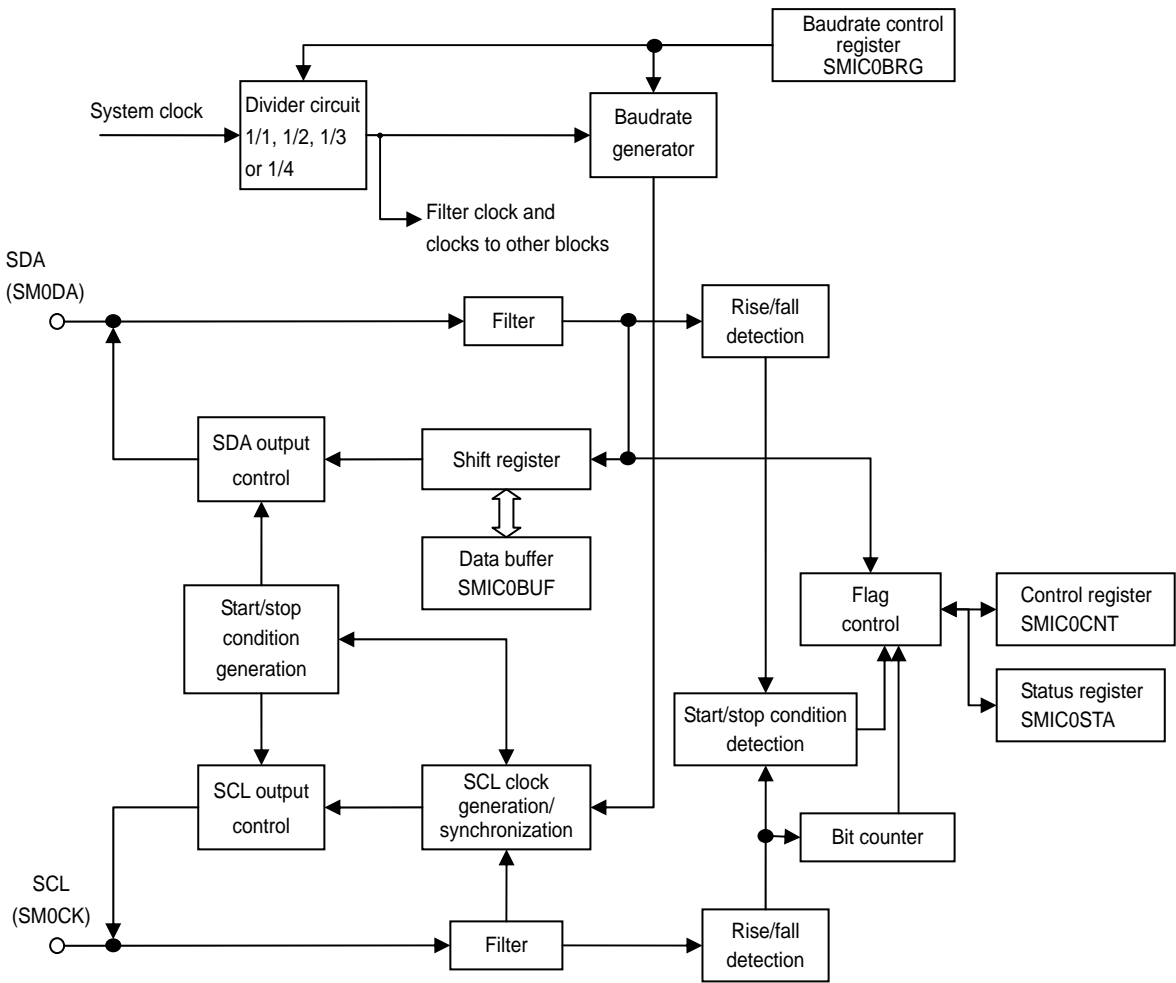 Baudrate control
register
SMIC0BRG
System clock
Divider circuit
1/1, 1/2, 1/3
or 1/4
Baudrate
generator
Filter clock and
clocks to other blocks
SDA
(SM0DA)
Filter
Rise/fall
detection
SDA output
control
Shift register
Data buffer
SMIC0BUF
Start/stop
condition
generation
Flag
control
Control register
SMIC0CNT
Status register
SMIC0STA
Start/stop condition
detection
SCL output
control
SCL clock
generation/
synchronization
Bit counter
SCL
(SM0CK)
Filter
Rise/fall
detection